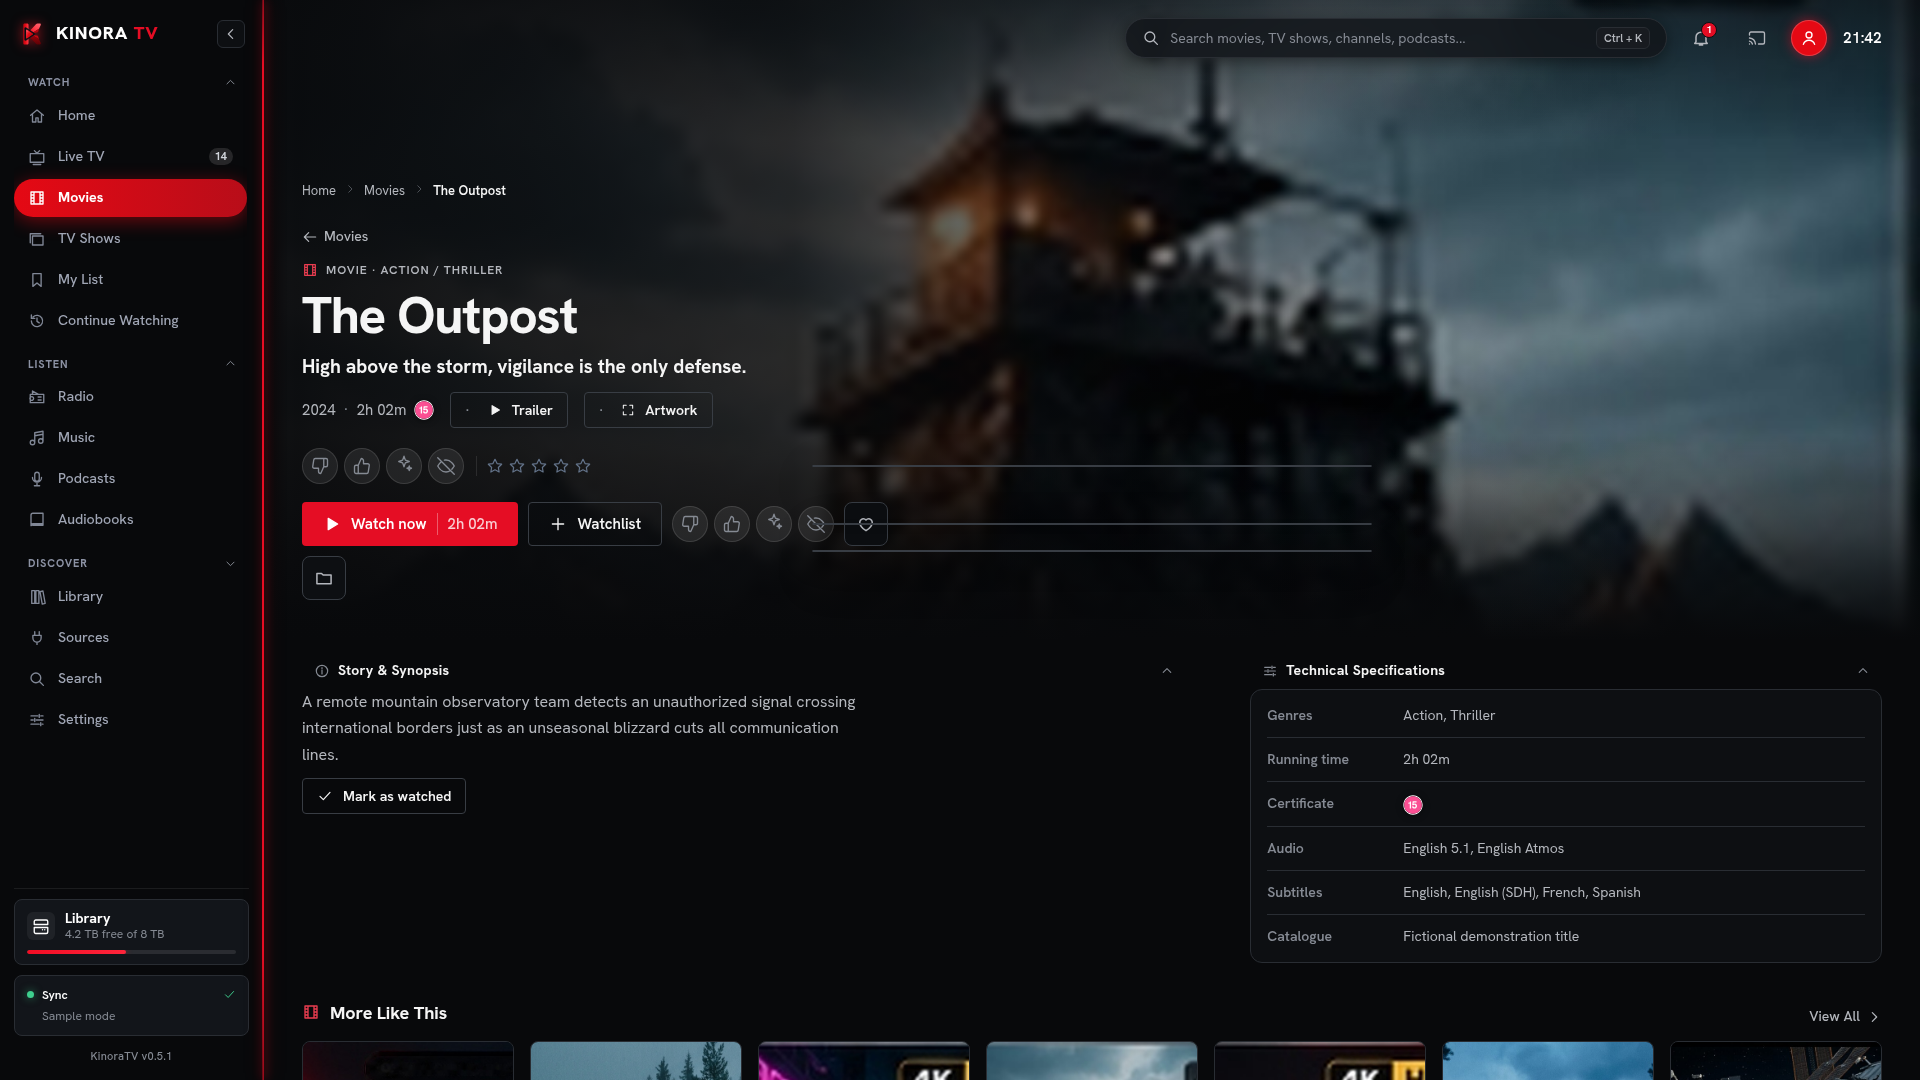 KINORA TV
Search movies, TV shows, channels, podcasts...
Ctrl + K
1
21:42
WATCH
Home
Live TV
14
Movies
TV Shows
My List
Continue Watching
LISTEN
Radio
Music
Podcasts
Audiobooks
DISCOVER
Library
Sources
Search
Settings
Library
4.2 TB free of 8 TB
Sync
Sample mode
KinoraTV v0.5.1
Home
Movies
The Outpost
Movies
MOVIE · ACTION / THRILLER
The Outpost
High above the storm, vigilance is the only defense.
2024 · 2h 02m 15 · Trailer · Artwork
Watch now 2h 02m
Watchlist
Story & Synopsis
A remote mountain observatory team detects an unauthorized signal crossing
international borders just as an unseasonal blizzard cuts all communication
lines.
Mark as watched
Technical Specifications
Genres Action, Thriller
Running time 2h 02m
Certificate 15
Audio English 5.1, English Atmos
Subtitles English, English (SDH), French, Spanish
Catalogue Fictional demonstration title
More Like This
View All
4K
4K